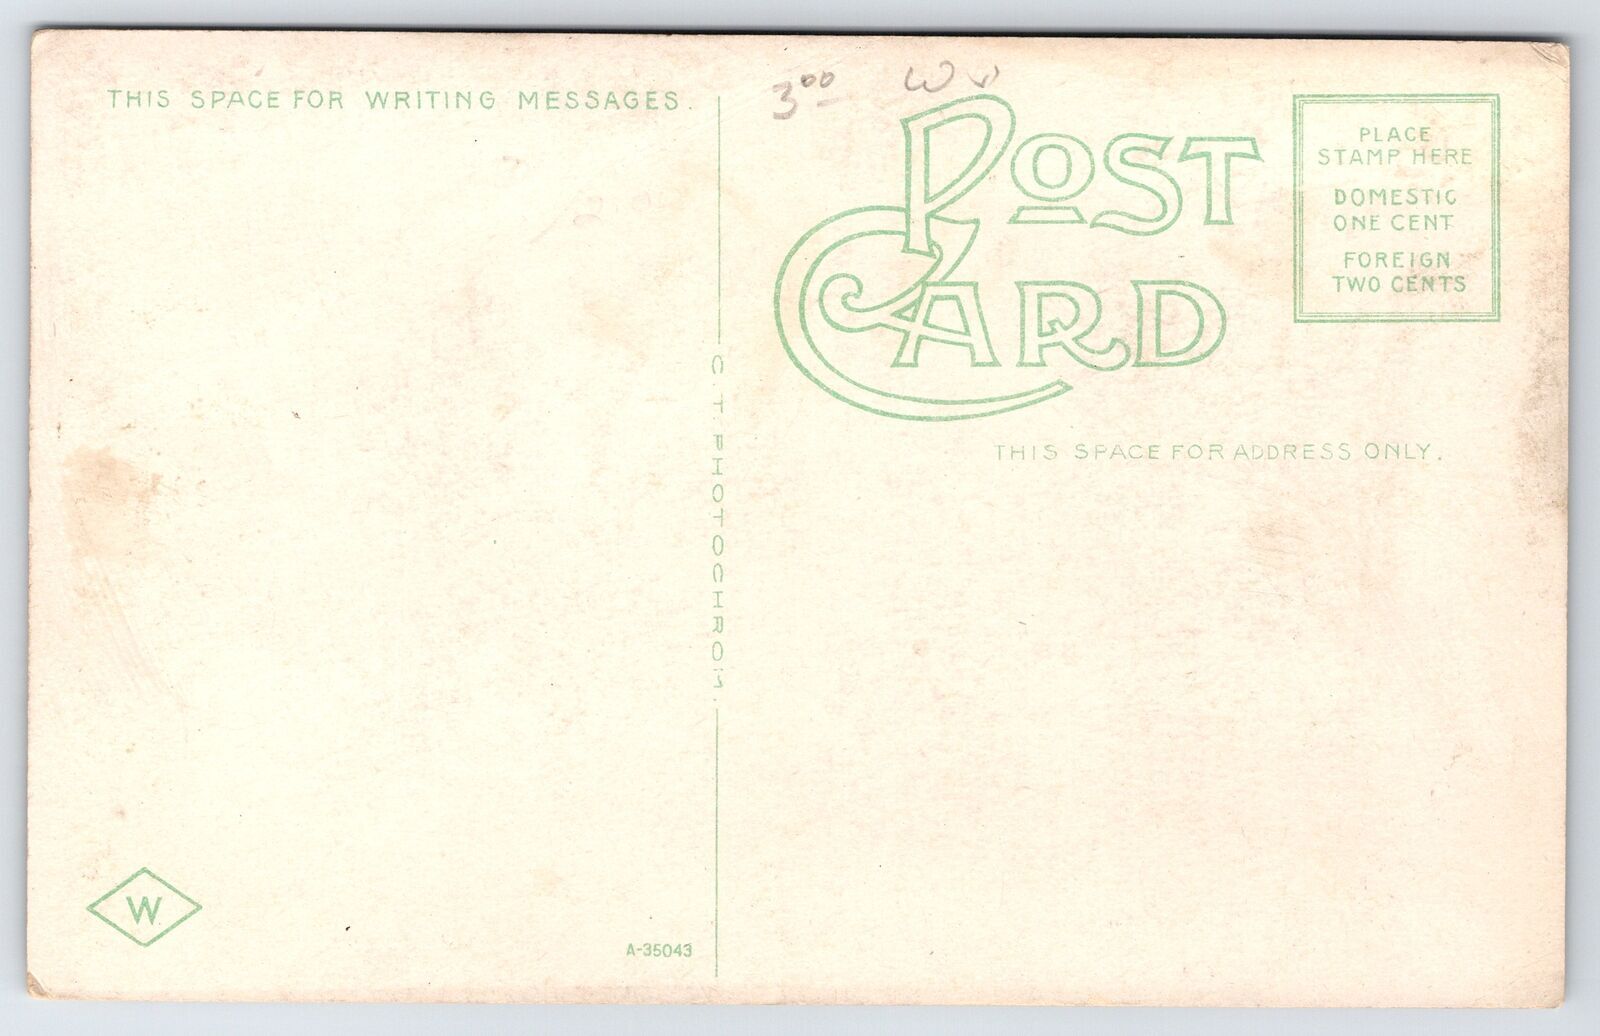 THIS SPACE FOR WRITING MESSAGES.
3⁰⁰ WV
POST
CARD
PLACE
STAMP HERE
DOMESTIC
ONE CENT
FOREIGN
TWO CENTS
C. T. PHOTOCHROM.
THIS SPACE FOR ADDRESS ONLY.
W
A-35043